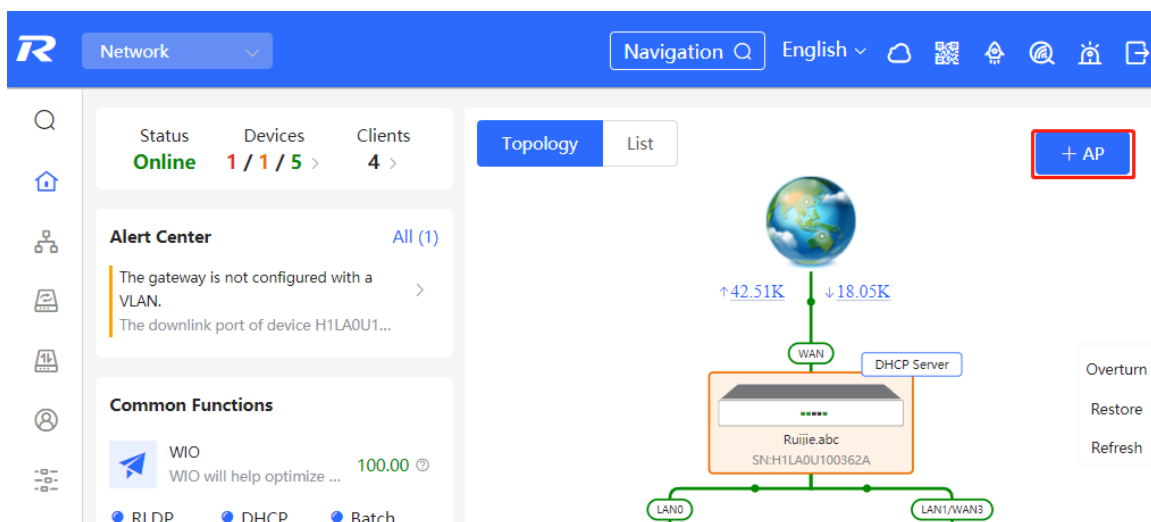 R
Network
Navigation
English
Status Devices Clients
Online 1 / 1 / 5 4
Topology List
+ AP
Alert Center All (1)
The gateway is not configured with a
VLAN.
The downlink port of device H1LA0U1...
↑42.51K ↓18.05K
WAN
DHCP Server
Ruijie.abc
SN:H1LA0U100362A
Overturn
Restore
Refresh
Common Functions
WIO
WIO will help optimize ... 100.00
RLDP DHCP Batch
LAN0 LAN1/WAN3